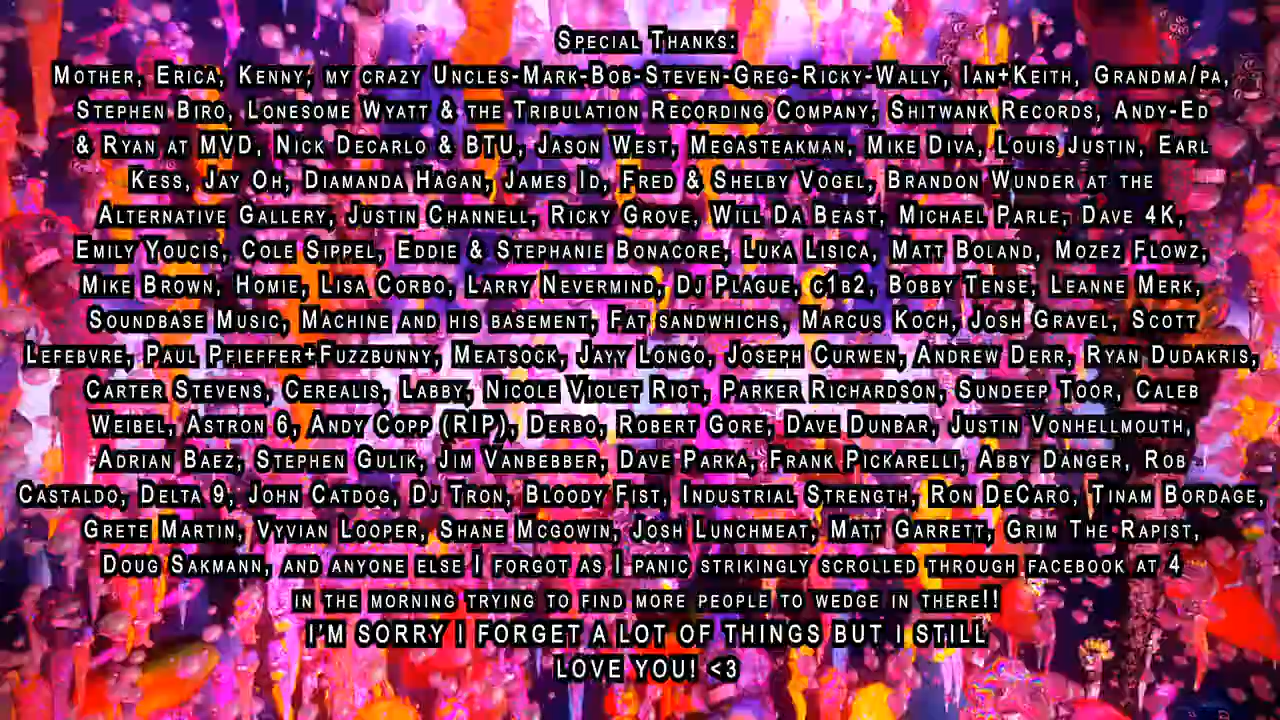 Special Thanks:
Mother, Erica, Kenny, my crazy Uncles-Mark-Bob-Steven-Greg-Ricky-Wally, Ian+Keith, Grandma/pa,
Stephen Biro, Lonesome Wyatt & the Tribulation Recording Company, Shitwank Records, Andy-Ed
& Ryan at MVD, Nick Decarlo & BTU, Jason West, Megasteakman, Mike Diva, Louis Justin, Earl
Kess, Jay Oh, Diamanda Hagan, James Id, Fred & Shelby Vogel, Brandon Wunder at the
Alternative Gallery, Justin Channell, Ricky Grove, Will Da Beast, Michael Parle, Dave 4K,
Emily Youcis, Cole Sippel, Eddie & Stephanie Bonacore, Luka Lisica, Matt Boland, Mozez Flowz,
Mike Brown, Homie, Lisa Corbo, Larry Nevermind, Dj Plague, c1b2, Bobby Tense, Leanne Merk,
Soundbase Music, Machine and his basement, Fat sandwhichs, Marcus Koch, Josh Gravel, Scott
Lefebvre, Paul Pfieffer+Fuzzbunny, Meatsock, Jayy Longo, Joseph Curwen, Andrew Derr, Ryan Dudakris,
Carter Stevens, Cerealis, Labby, Nicole Violet Riot, Parker Richardson, Sundeep Toor, Caleb
Weibel, Astron 6, Andy Copp (RIP), Derbo, Robert Gore, Dave Dunbar, Justin Vonhellmouth,
Adrian Baez, Stephen Gulik, Jim Vanbebber, Dave Parka, Frank Pickarelli, Abby Danger, Rob
Castaldo, Delta 9, John Catdog, Dj Tron, Bloody Fist, Industrial Strength, Ron DeCaro, Tinam Bordage,
Grete Martin, Vyvian Looper, Shane Mcgowin, Josh Lunchmeat, Matt Garrett, Grim The Rapist,
Doug Sakmann, and anyone else I forgot as I panic strikingly scrolled through facebook at 4
in the morning trying to find more people to wedge in there!!
I'M SORRY I FORGET A LOT OF THINGS BUT I STILL
LOVE YOU! <3